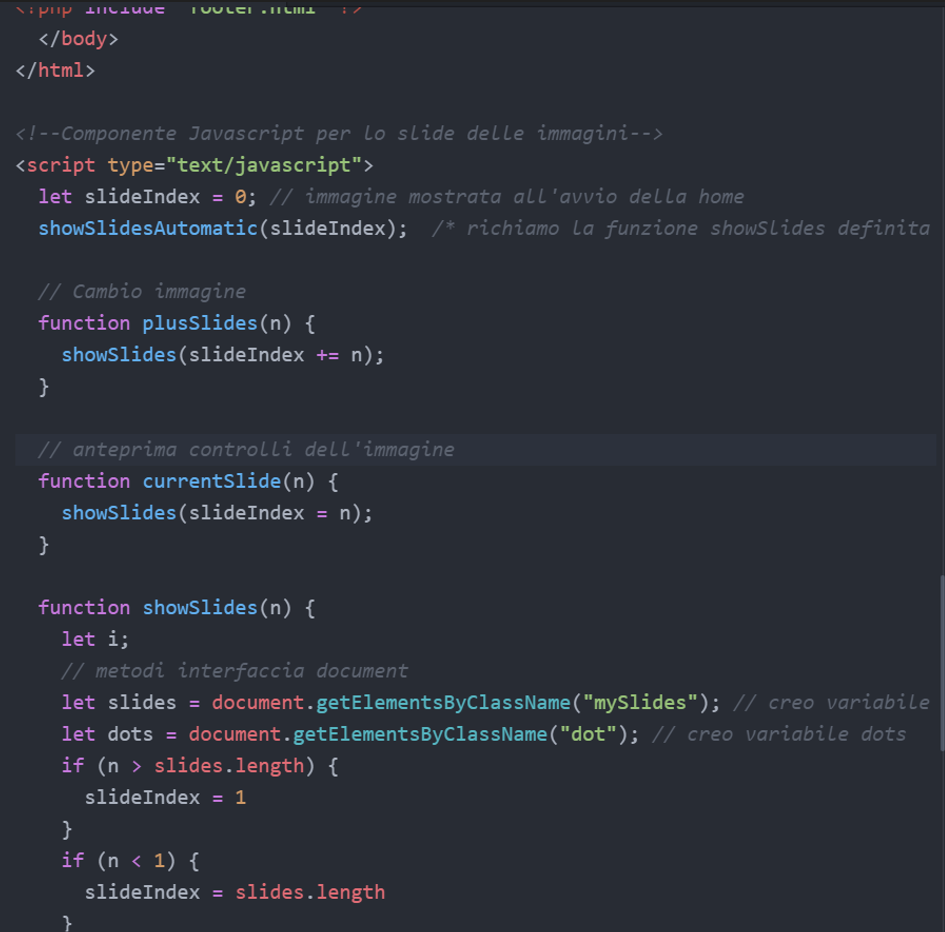 <?php include "footer.html" ?>
</body>
</html>
<!--Componente Javascript per lo slide delle immagini-->
<script type="text/javascript">
let slideIndex = 0; // immagine mostrata all'avvio della home
showSlidesAutomatic(slideIndex); /* richiamo la funzione showSlides definita
// Cambio immagine
function plusSlides(n) {
showSlides(slideIndex += n);
}
// anteprima controlli dell'immagine
function currentSlide(n) {
showSlides(slideIndex = n);
}
function showSlides(n) {
let i;
// metodi interfaccia document
let slides = document.getElementsByClassName("mySlides"); // creo variabile
let dots = document.getElementsByClassName("dot"); // creo variabile dots
if (n > slides.length) {
slideIndex = 1
}
if (n < 1) {
slideIndex = slides.length
}